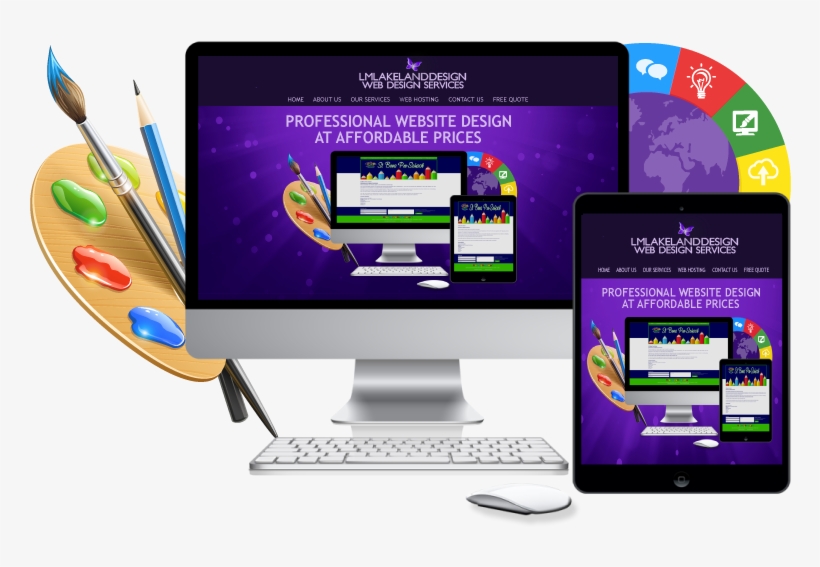 LMLAKELANDDESIGN
WEB DESIGN SERVICES
HOME ABOUT US OUR SERVICES WEB HOSTING CONTACT US FREE QUOTE
PROFESSIONAL WEBSITE DESIGN
AT AFFORDABLE PRICES
LMLAKELANDDESIGN
WEB DESIGN SERVICES
HOME ABOUT US OUR SERVICES WEB HOSTING CONTACT US FREE QUOTE
PROFESSIONAL WEBSITE DESIGN
AT AFFORDABLE PRICES